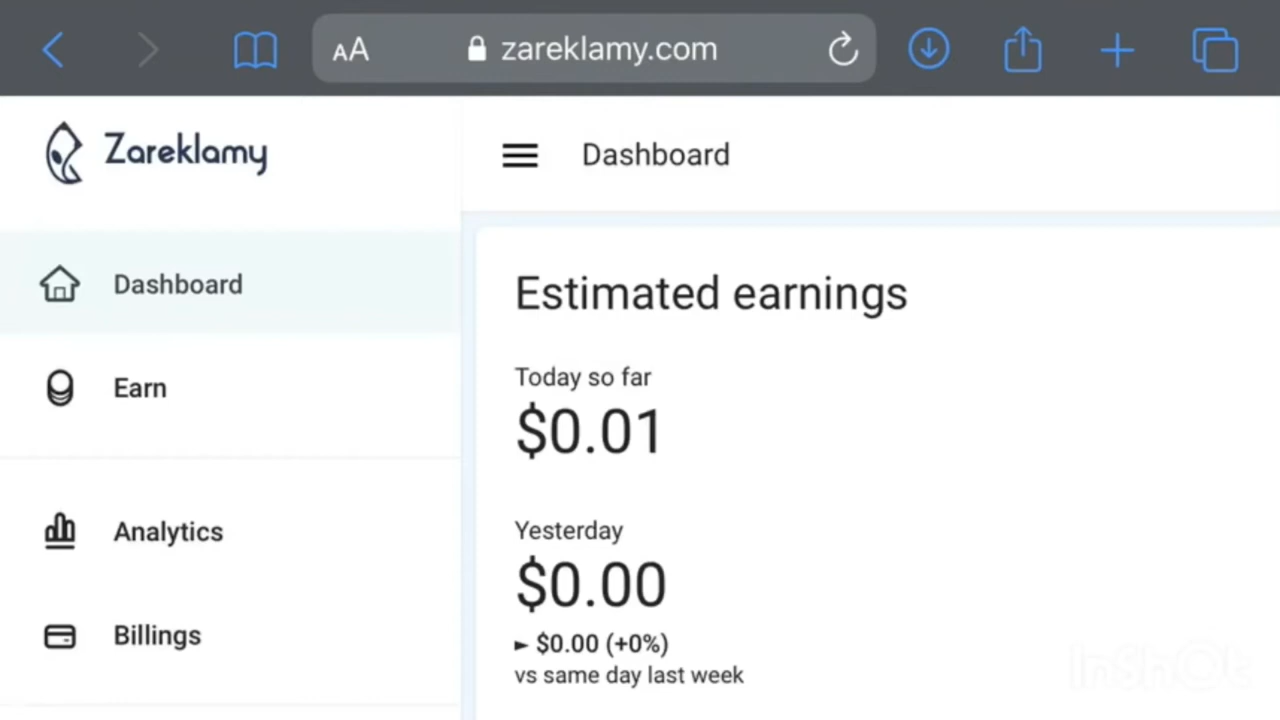 AA zareklamy.com
Zareklamy
Dashboard
Dashboard
Earn
Analytics
Billings
Estimated earnings
Today so far
$0.01
Yesterday
$0.00
► $0.00 (+0%)
vs same day last week
InShOt